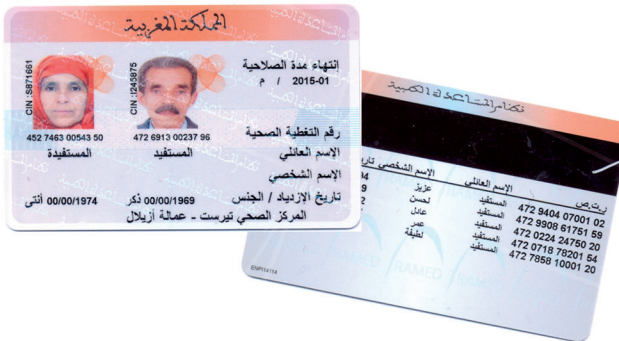 المملكة المغربية
إنتهاء مدة الصلاحية
2015-01 / م
CIN :S871661
CIN :I245875
رقم التغطية الصحية
472 6913 00237 96
452 7463 00543 50
الإسم العائلي المستفيد المستفيدة
الإسم الشخصي
تاريخ الإزدياد / الجنس 00/00/1969 ذكر 00/00/1974 أنثى
المركز الصحي تيرست - عمالة أزيلال
نظام المساعدة الطبية
ر.ت.ص الإسم العائلي الإسم الشخصي
472 9404 07001 02 المستفيد عزيز
472 9908 61751 59 المستفيد لحسن
472 0224 24750 20 المستفيد عادل
472 0718 78201 54 المستفيد عمر
472 7858 10001 20 المستفيد لطيفة
RAMED
ENPI14114